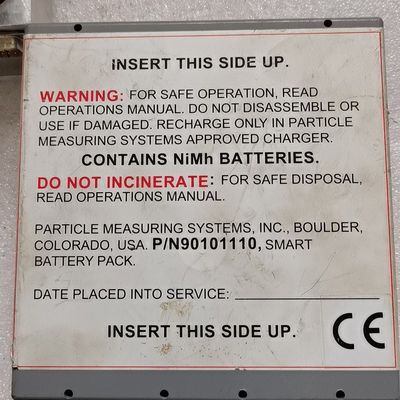 INSERT THIS SIDE UP.
WARNING: FOR SAFE OPERATION, READ
OPERATIONS MANUAL. DO NOT DISASSEMBLE OR
USE IF DAMAGED. RECHARGE ONLY IN PARTICLE
MEASURING SYSTEMS APPROVED CHARGER.
CONTAINS NiMh BATTERIES.
DO NOT INCINERATE: FOR SAFE DISPOSAL,
READ OPERATIONS MANUAL.
PARTICLE MEASURING SYSTEMS, INC., BOULDER,
COLORADO, USA. P/N90101110, SMART
BATTERY PACK.
DATE PLACED INTO SERVICE: ____________________
INSERT THIS SIDE UP.
CE